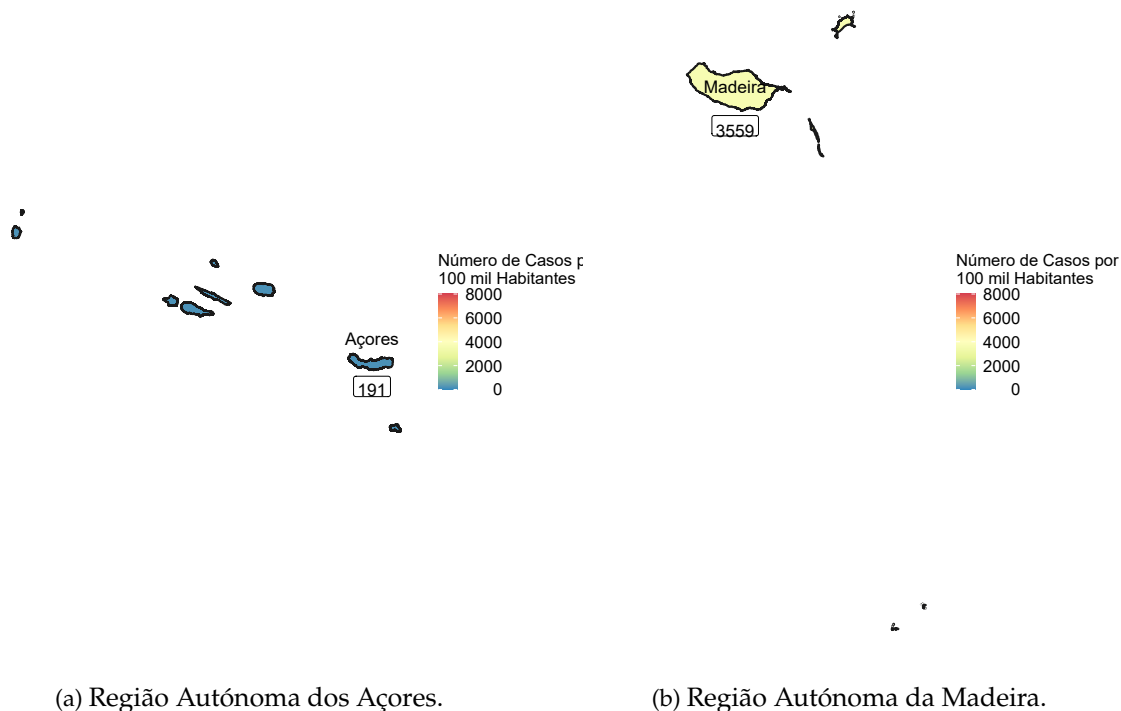 Madeira
3559
Número de Casos p
100 mil Habitantes
8000
6000
4000
2000
0
Açores
191
Número de Casos por
100 mil Habitantes
8000
6000
4000
2000
0
(a) Região Autónoma dos Açores.
(b) Região Autónoma da Madeira.